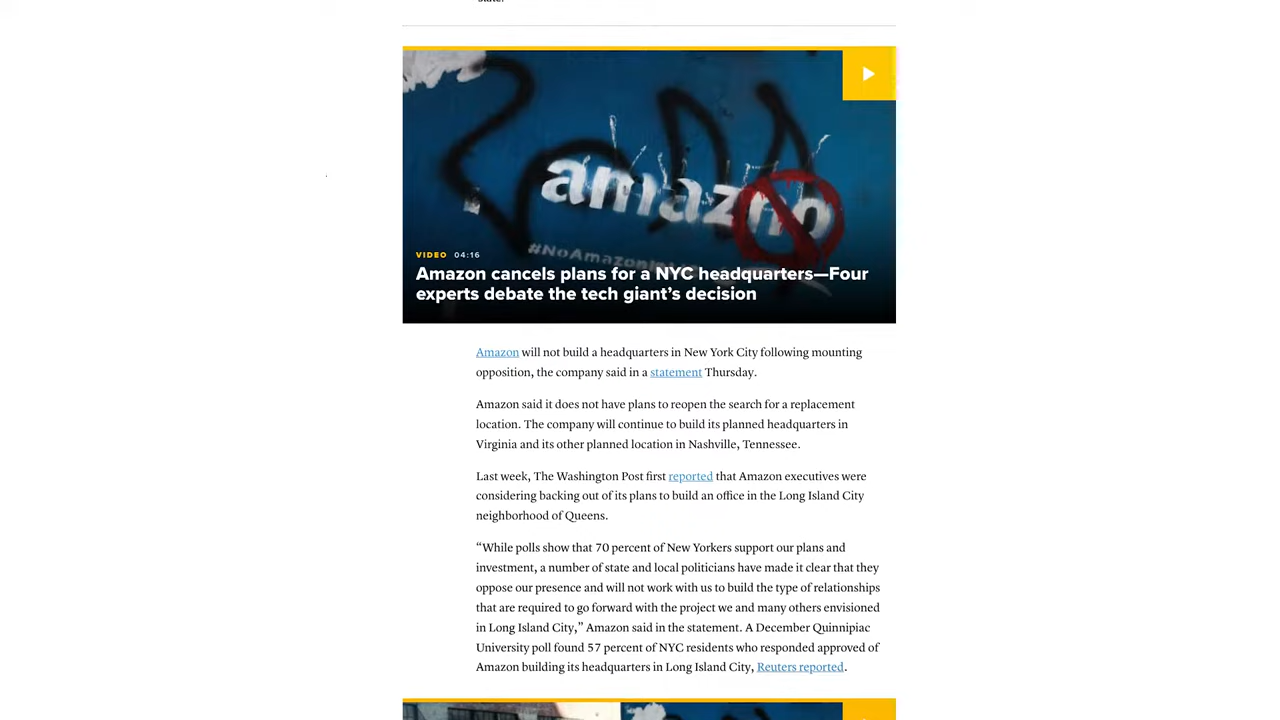 amazno
VIDEO 04:16
Amazon cancels plans for a NYC headquarters—Four
experts debate the tech giant’s decision
Amazon will not build a headquarters in New York City following mounting
opposition, the company said in a statement Thursday.
Amazon said it does not have plans to reopen the search for a replacement
location. The company will continue to build its planned headquarters in
Virginia and its other planned location in Nashville, Tennessee.
Last week, The Washington Post first reported that Amazon executives were
considering backing out of its plans to build an office in the Long Island City
neighborhood of Queens.
“While polls show that 70 percent of New Yorkers support our plans and
investment, a number of state and local politicians have made it clear that they
oppose our presence and will not work with us to build the type of relationships
that are required to go forward with the project we and many others envisioned
in Long Island City,” Amazon said in the statement. A December Quinnipiac
University poll found 57 percent of NYC residents who responded approved of
Amazon building its headquarters in Long Island City, Reuters reported.